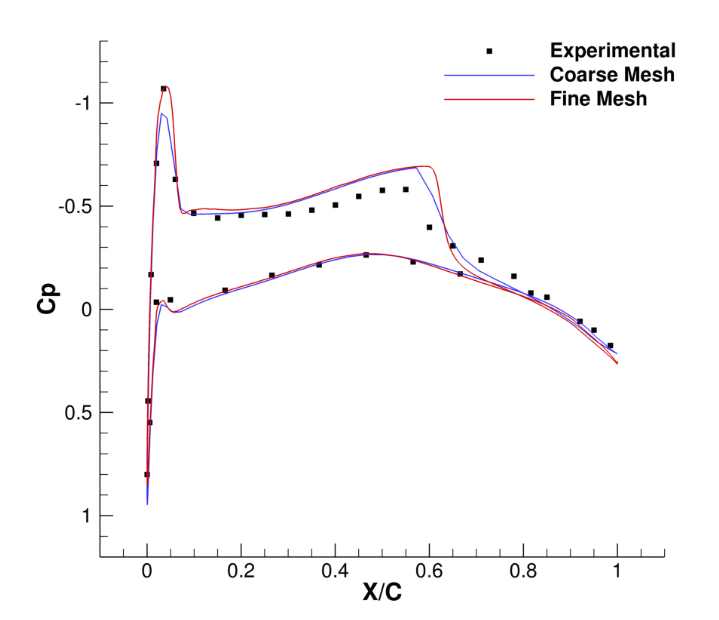 Experimental
Coarse Mesh
Fine Mesh
-1
-0.5
0
0.5
1
Cp
0 0.2 0.4 0.6 0.8 1
X/C